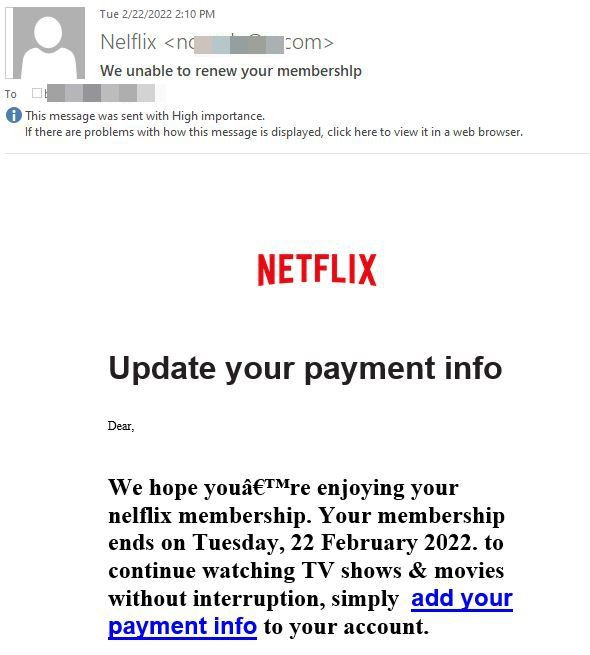 Tue 2/22/2022 2:10 PM
Nelflix <no com>
We unable to renew your membershlp
To
This message was sent with High importance.
If there are problems with how this message is displayed, click here to view it in a web browser.
NETFLIX
Update your payment info
Dear,
We hope youâ€™re enjoying your
nelflix membership. Your membership
ends on Tuesday, 22 February 2022. to
continue watching TV shows & movies
without interruption, simply add your
payment info to your account.